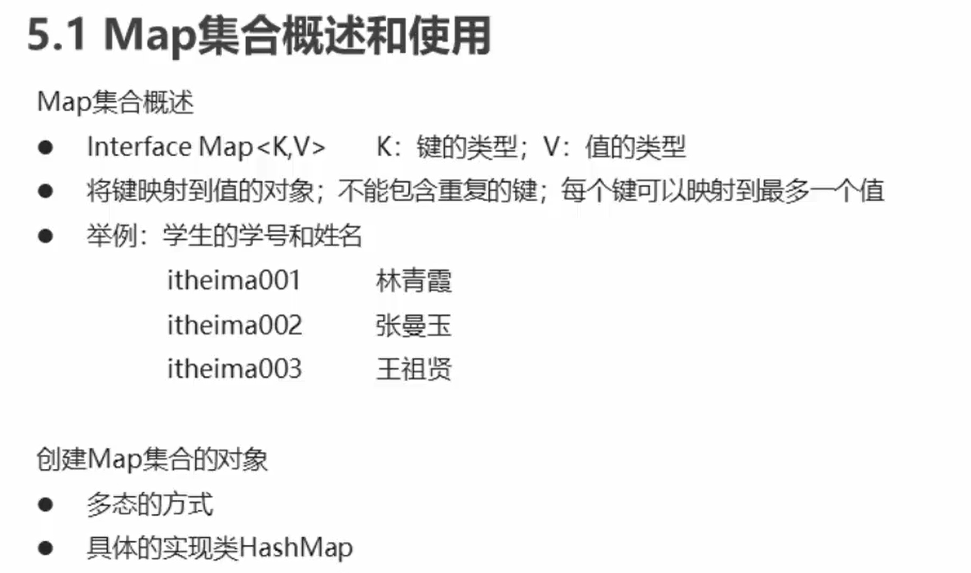 5.1 Map集合概述和使用
Map集合概述
● Interface Map<K,V> K：键的类型；V：值的类型
● 将键映射到值的对象；不能包含重复的键；每个键可以映射到最多一个值
● 举例：学生的学号和姓名
itheima001 林青霞
itheima002 张曼玉
itheima003 王祖贤
创建Map集合的对象
● 多态的方式
● 具体的实现类HashMap